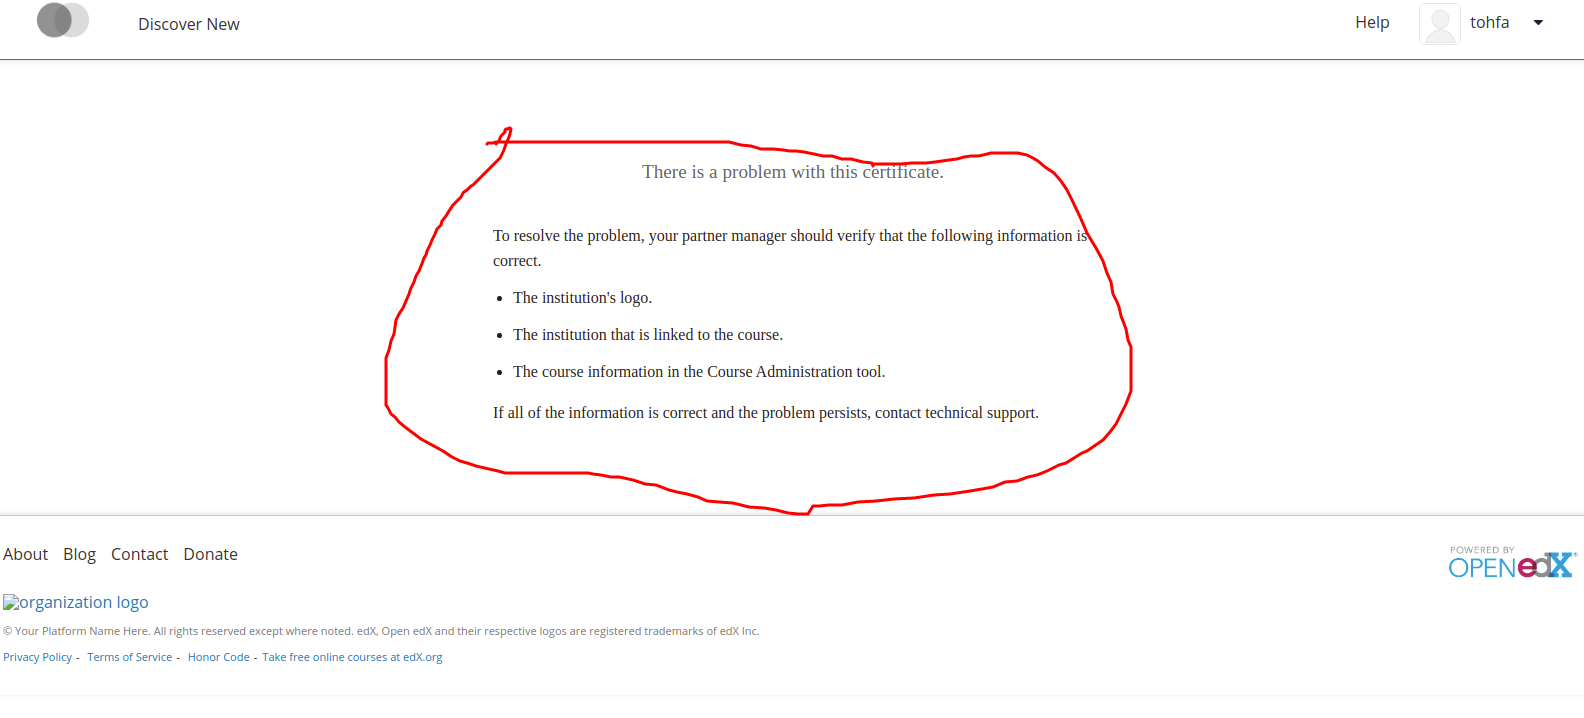 Discover New
Help
tohfa
There is a problem with this certificate.
To resolve the problem, your partner manager should verify that the following information is
correct.
The institution's logo.
The institution that is linked to the course.
The course information in the Course Administration tool.
If all of the information is correct and the problem persists, contact technical support.
About Blog Contact Donate
POWERED BY
OPEN edX
organization logo
© Your Platform Name Here. All rights reserved except where noted. edX, Open edX and their respective logos are registered trademarks of edX Inc.
Privacy Policy - Terms of Service - Honor Code - Take free online courses at edX.org